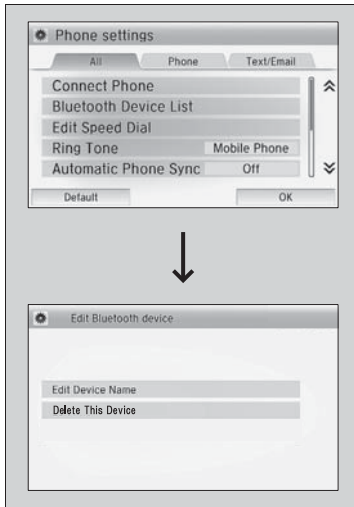 Phone settings
All Phone Text/Email
Connect Phone
Bluetooth Device List
Edit Speed Dial
Ring Tone Mobile Phone
Automatic Phone Sync Off
Default OK
Edit Bluetooth device
Edit Device Name
Delete This Device